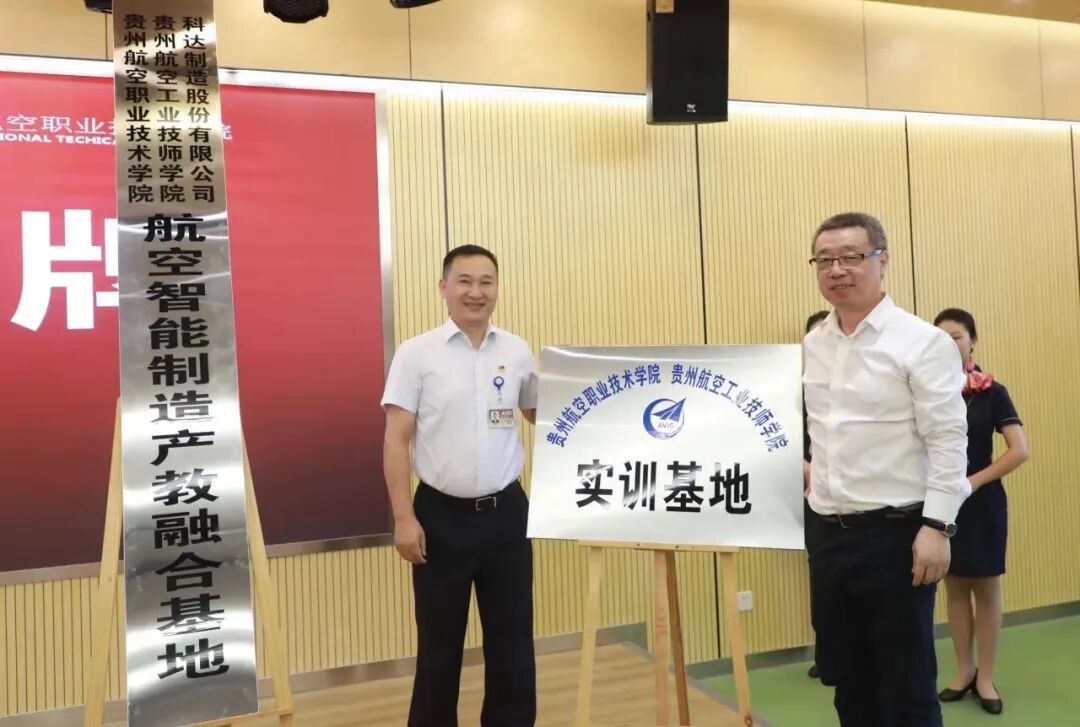 科达制造股份有限公司
贵州航空工业技师学院
贵州航空职业技术学院
航空智能制造产教融合基地
空职业技
院
IONAL TECHICA
牌
贵州航空职业技术学院 贵州航空工业技师学院
AVIC
实训基地